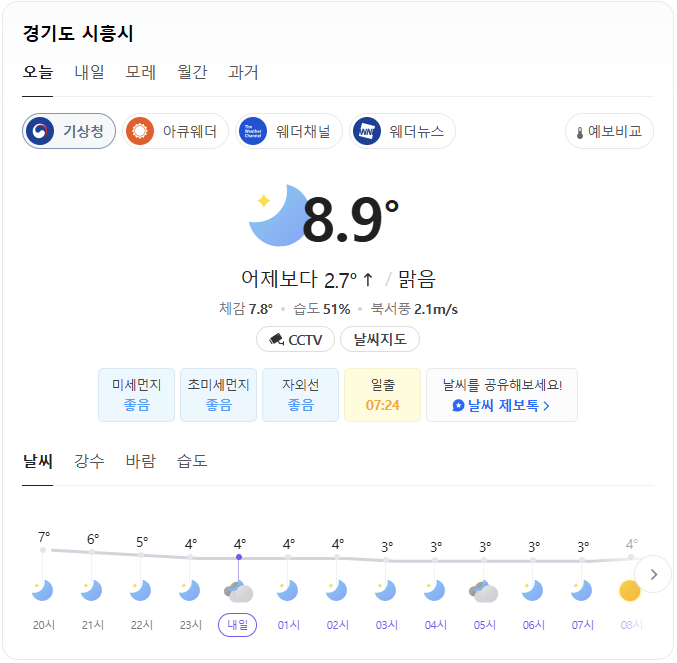 경기도 시흥시
오늘 내일 모레 월간 과거
기상청 The Weather Channel 아큐웨더 웨더채널 WNI 웨더뉴스 예보비교
8.9°
어제보다 2.7° ↑ / 맑음
체감 7.8° • 습도 51% • 북서풍 2.1m/s
CCTV 날씨지도
미세먼지 초미세먼지 자외선 일출 날씨를 공유해보세요!
좋음 좋음 좋음 07:24 날씨 제보톡 >
날씨 강수 바람 습도
7° 6° 5° 4° 4° 4° 4° 3° 3° 3° 3° 3° 4°
20시 21시 22시 23시 내일 01시 02시 03시 04시 05시 06시 07시 08시